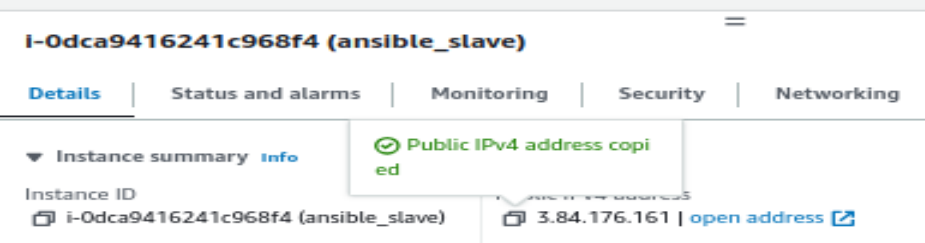 i-0dca9416241c968f4 (ansible_slave)
Details | Status and alarms | Monitoring | Security | Networking
Public IPv4 address copi
ed
Instance summary Info
Instance ID
address
i-0dca9416241c968f4 (ansible_slave)
3.84.176.161 | open address